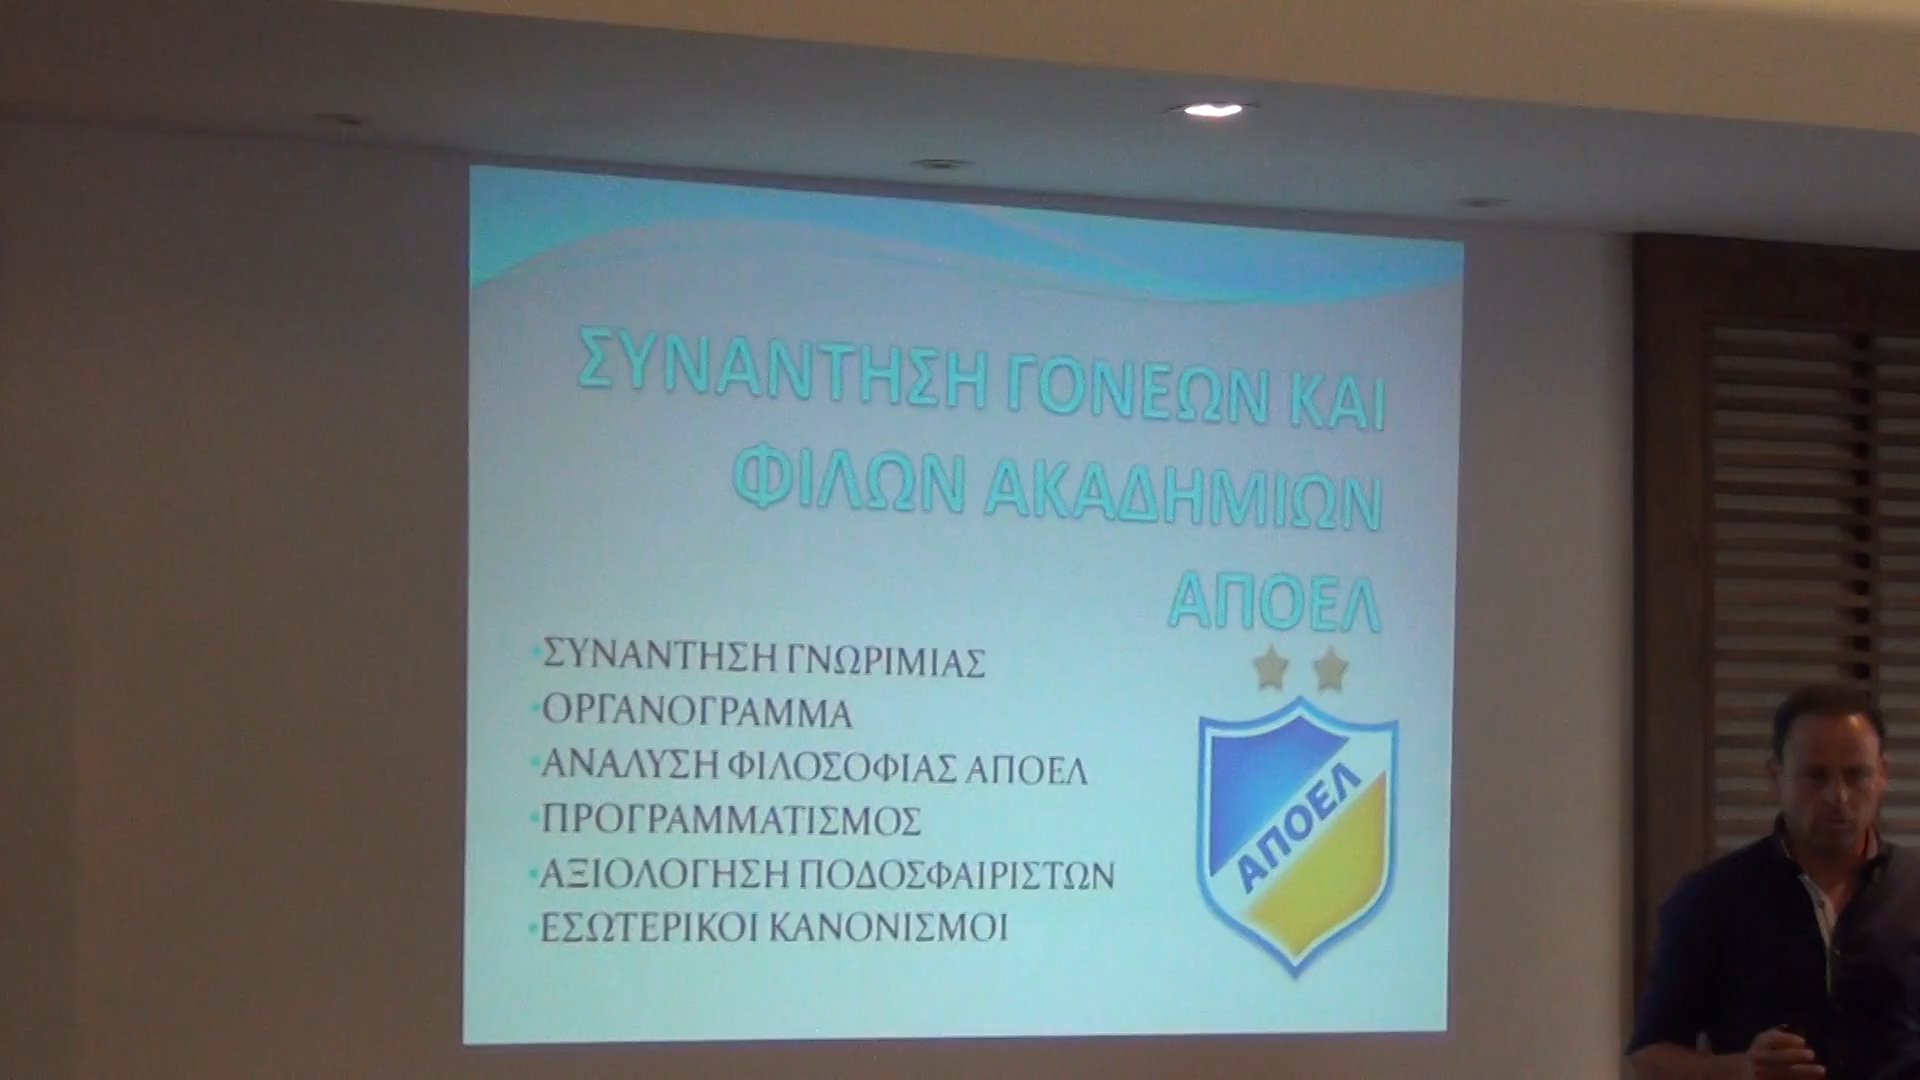 ΣΥΝΑΝΤΗΣΗ ΓΟΝΕΩΝ ΚΑΙ
ΦΙΛΩΝ ΑΚΑΔΗΜΙΩΝ
ΑΠΟΕΛ
•ΣΥΝΑΝΤΗΣΗ ΓΝΩΡΙΜΙΑΣ
•ΟΡΓΑΝΟΓΡΑΜΜΑ
•ΑΝΑΛΥΣΗ ΦΙΛΟΣΟΦΙΑΣ ΑΠΟΕΛ
•ΠΡΟΓΡΑΜΜΑΤΙΣΜΟΣ
•ΑΞΙΟΛΟΓΗΣΗ ΠΟΔΟΣΦΑΙΡΙΣΤΩΝ
•ΕΣΩΤΕΡΙΚΟΙ ΚΑΝΟΝΙΣΜΟΙ
ΑΠΟΕΛ